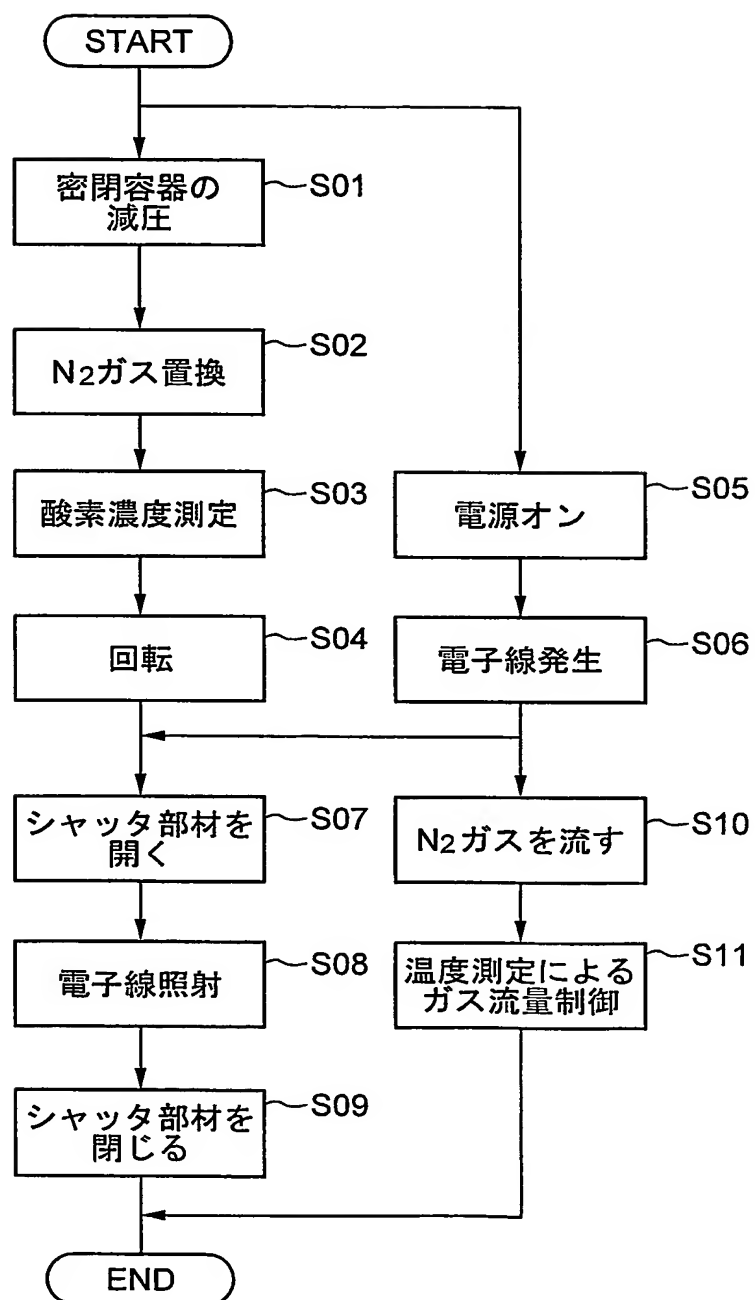 START
密閉容器の
減圧
S01
N2ガス置換
S02
酸素濃度測定
S03
回転
S04
電源オン
S05
電子線発生
S06
シャッタ部材を
開く
S07
電子線照射
S08
シャッタ部材を
閉じる
S09
N2ガスを流す
S10
温度測定による
ガス流量制御
S11
END